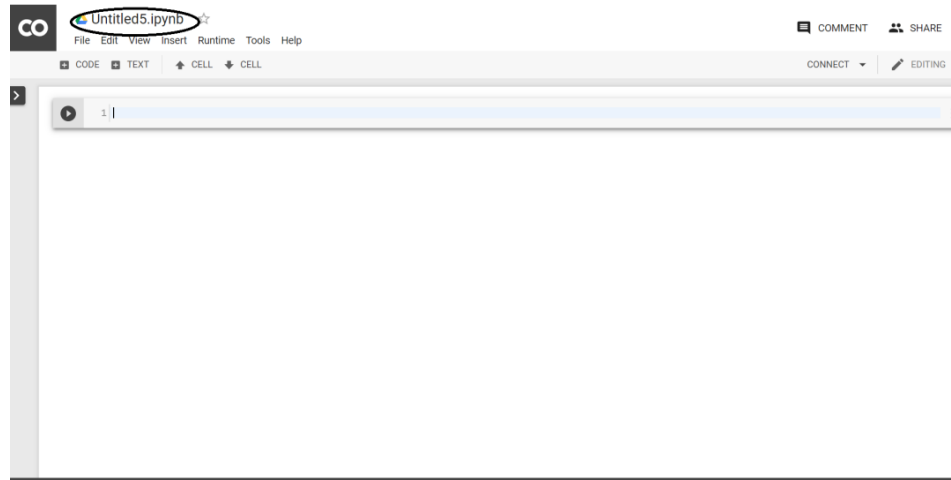 CO Untitled5.ipynb COMMENT SHARE
File Edit View Insert Runtime Tools Help
CODE TEXT CELL CELL CONNECT EDITING
1